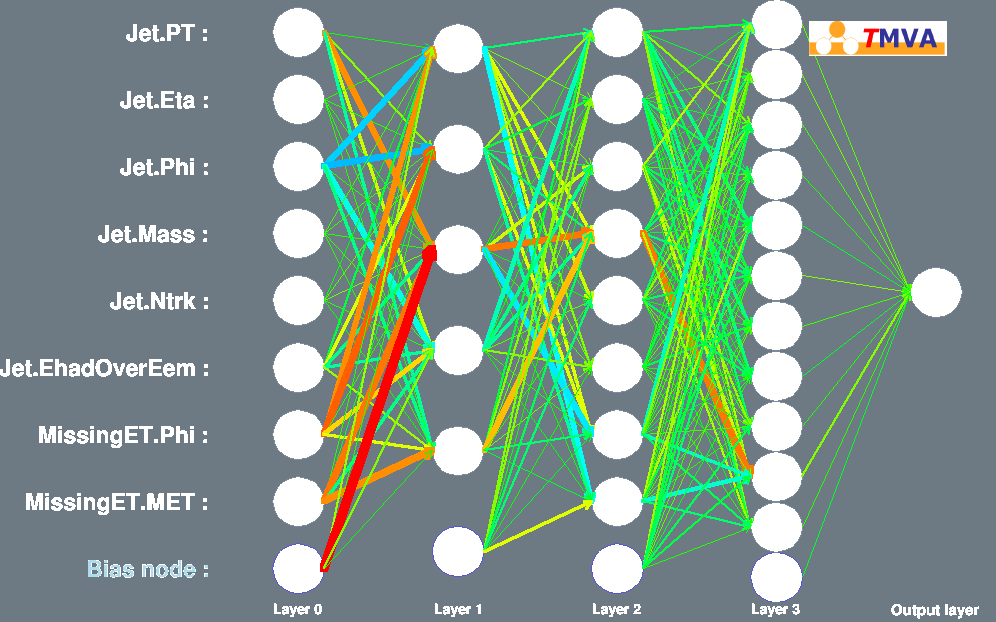 Jet.PT :
TMVA
Jet.Eta :
Jet.Phi :
Jet.Mass :
Jet.Ntrk :
Jet.EhadOverEem :
MissingET.Phi :
MissingET.MET :
Bias node :
Layer 0 Layer 1 Layer 2 Layer 3 Output layer